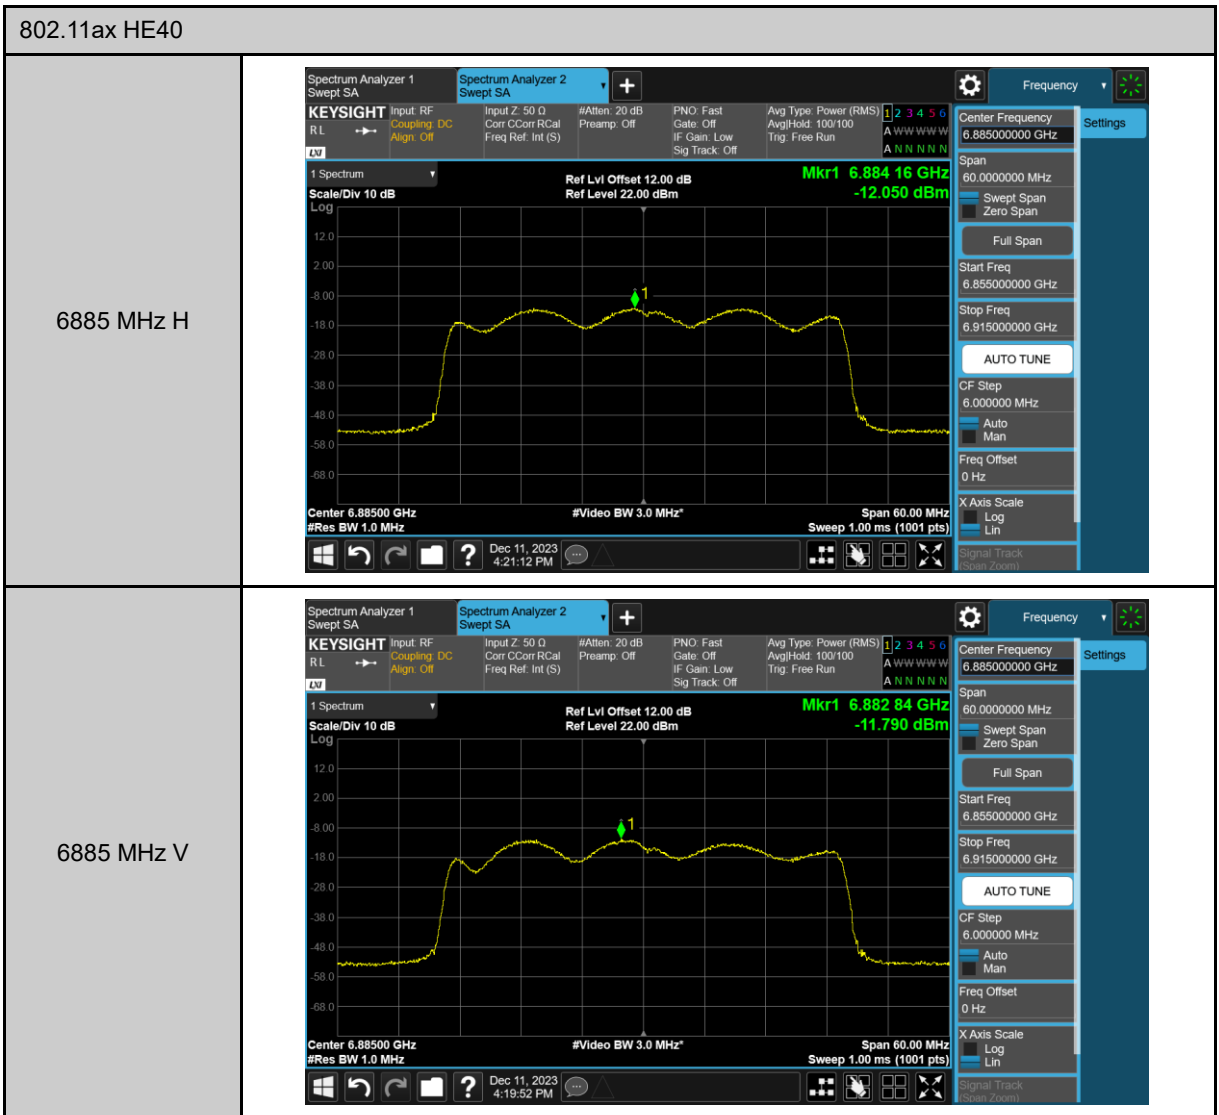 802.11ax HE40
6885 MHz H
Spectrum Analyzer 1
Swept SA
Spectrum Analyzer 2
Swept SA
Frequency
KEYSIGHT
R L
LXI
Input: RF
Coupling: DC
Align: Off
Input Z: 50 Ω
Corr CCorr RCal
Freq Ref: Int (S)
#Atten: 20 dB
Preamp: Off
PNO: Fast
Gate: Off
IF Gain: Low
Sig Track: Off
Avg Type: Power (RMS)
Avg|Hold: 100/100
Trig: Free Run
1 2 3 4 5 6
A W W W W W
A N N N N N
1 Spectrum
Scale/Div 10 dB
Log
Ref Lvl Offset 12.00 dB
Ref Level 22.00 dBm
Mkr1 6.884 16 GHz
-12.050 dBm
12.0
2.00
-8.00
-18.0
-28.0
-38.0
-48.0
-58.0
-68.0
1
Center 6.88500 GHz
#Res BW 1.0 MHz
#Video BW 3.0 MHz*
Span 60.00 MHz
Sweep 1.00 ms (1001 pts)
?
Dec 11, 2023
4:21:12 PM
Center Frequency
6.885000000 GHz
Settings
Span
60.0000000 MHz
Swept Span
Zero Span
Full Span
Start Freq
6.855000000 GHz
Stop Freq
6.915000000 GHz
AUTO TUNE
CF Step
6.000000 MHz
Auto
Man
Freq Offset
0 Hz
X Axis Scale
Log
Lin
Signal Track
(Span Zoom)
6885 MHz V
Spectrum Analyzer 1
Swept SA
Spectrum Analyzer 2
Swept SA
Frequency
KEYSIGHT
R L
LXI
Input: RF
Coupling: DC
Align: Off
Input Z: 50 Ω
Corr CCorr RCal
Freq Ref: Int (S)
#Atten: 20 dB
Preamp: Off
PNO: Fast
Gate: Off
IF Gain: Low
Sig Track: Off
Avg Type: Power (RMS)
Avg|Hold: 100/100
Trig: Free Run
1 2 3 4 5 6
A W W W W W
A N N N N N
1 Spectrum
Scale/Div 10 dB
Log
Ref Lvl Offset 12.00 dB
Ref Level 22.00 dBm
Mkr1 6.882 84 GHz
-11.790 dBm
12.0
2.00
-8.00
-18.0
-28.0
-38.0
-48.0
-58.0
-68.0
1
Center 6.88500 GHz
#Res BW 1.0 MHz
#Video BW 3.0 MHz*
Span 60.00 MHz
Sweep 1.00 ms (1001 pts)
?
Dec 11, 2023
4:19:52 PM
Center Frequency
6.885000000 GHz
Settings
Span
60.0000000 MHz
Swept Span
Zero Span
Full Span
Start Freq
6.855000000 GHz
Stop Freq
6.915000000 GHz
AUTO TUNE
CF Step
6.000000 MHz
Auto
Man
Freq Offset
0 Hz
X Axis Scale
Log
Lin
Signal Track
(Span Zoom)